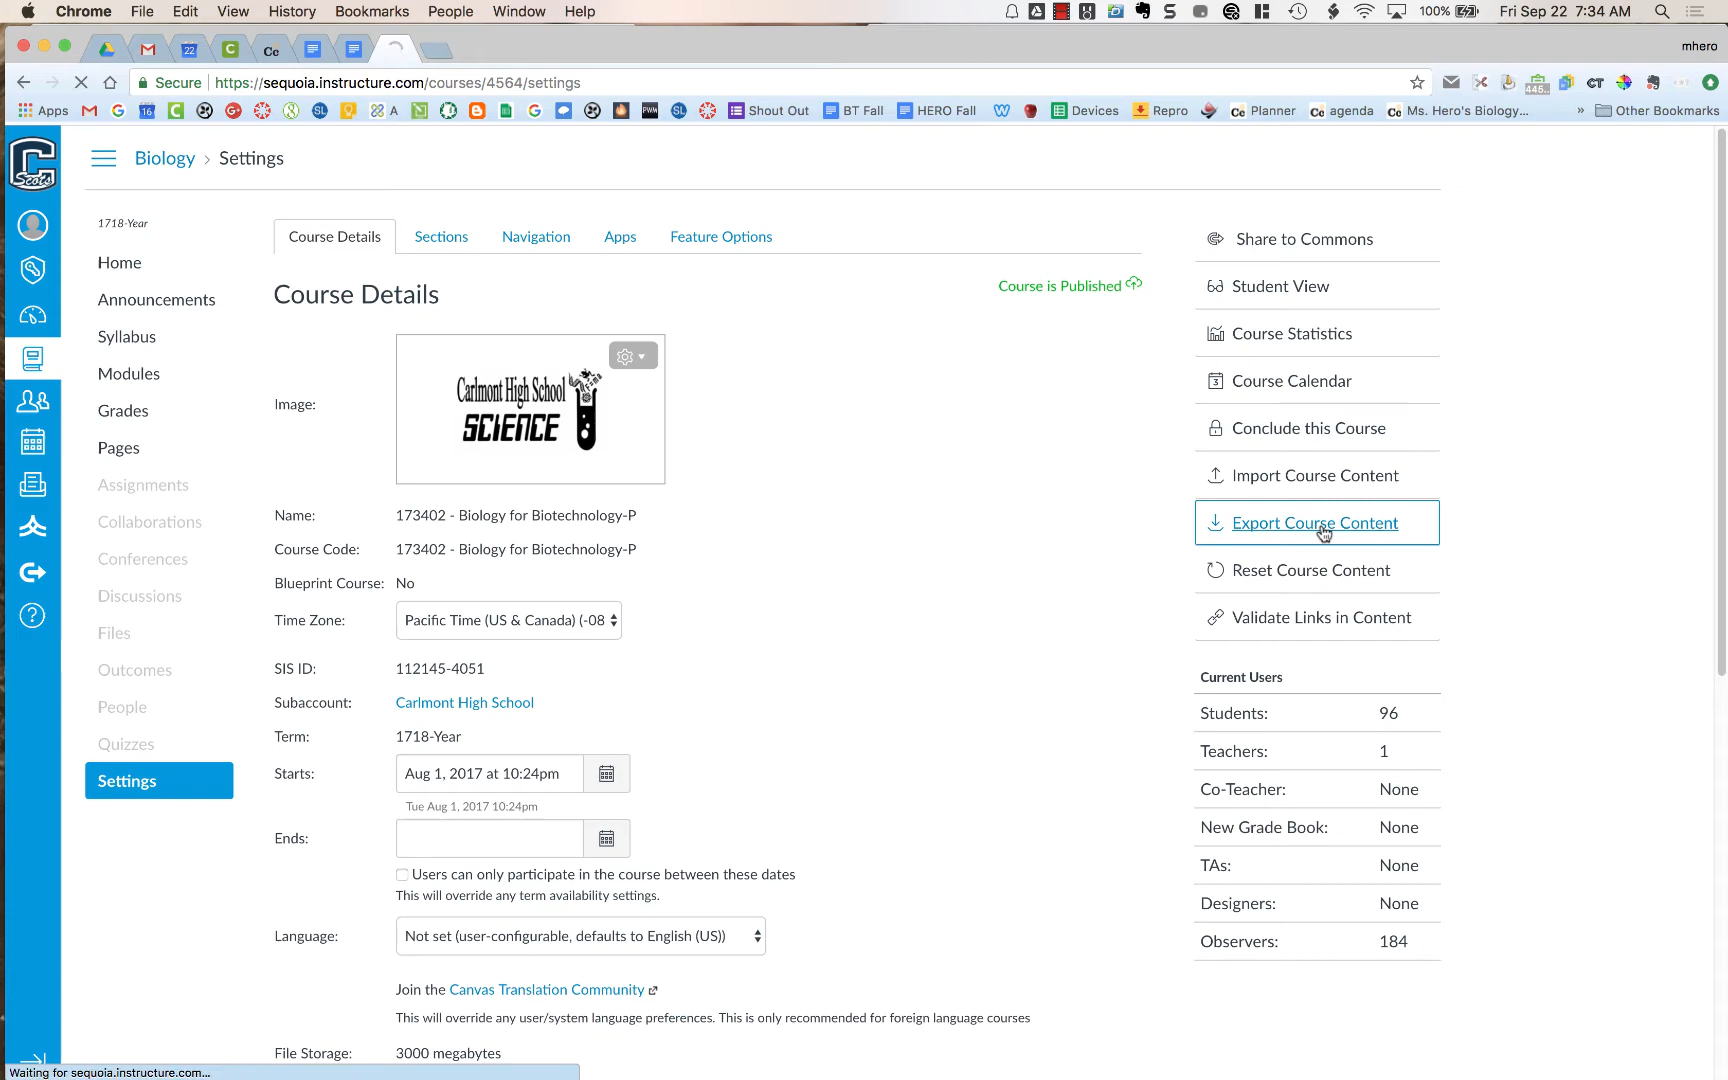 Chrome File Edit View History Bookmarks People Window Help 100% Fri Sep 22 7:34 AM
22 C Cc mhero
Secure https://sequoia.instructure.com/courses/4564/settings CT
Apps 16 SL A PWM SL Shout Out BT Fall HERO Fall Devices Repro Cc Planner Cc agenda Cc Ms. Hero's Biology... » Other Bookmarks
C Scots
Biology › Settings
1718-Year
Home
Announcements
Syllabus
Modules
Grades
Pages
Assignments
Collaborations
Conferences
Discussions
Files
Outcomes
People
Quizzes
Settings
Course Details Sections Navigation Apps Feature Options
Course Details
Course is Published
Image:
Carlmont High School
SCIENCE
Name: 173402 - Biology for Biotechnology-P
Course Code: 173402 - Biology for Biotechnology-P
Blueprint Course: No
Time Zone: Pacific Time (US & Canada) (-08
SIS ID: 112145-4051
Subaccount: Carlmont High School
Term: 1718-Year
Starts: Aug 1, 2017 at 10:24pm
Tue Aug 1, 2017 10:24pm
Ends:
Users can only participate in the course between these dates
This will override any term availability settings.
Language: Not set (user-configurable, defaults to English (US))
Join the Canvas Translation Community
This will override any user/system language preferences. This is only recommended for foreign language courses
File Storage: 3000 megabytes
Share to Commons
Student View
Course Statistics
Course Calendar
Conclude this Course
Import Course Content
Export Course Content
Reset Course Content
Validate Links in Content
Current Users
Students: 96
Teachers: 1
Co-Teacher: None
New Grade Book: None
TAs: None
Designers: None
Observers: 184
Waiting for sequoia.instructure.com...